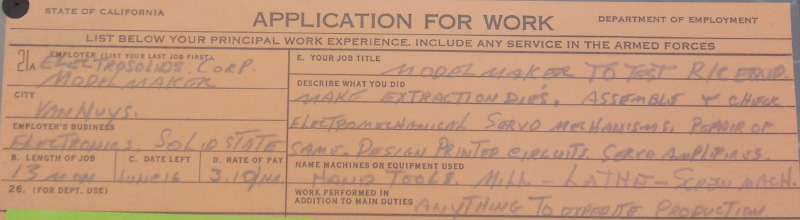 STATE OF CALIFORNIA
APPLICATION FOR WORK
DEPARTMENT OF EMPLOYMENT
LIST BELOW YOUR PRINCIPAL WORK EXPERIENCE. INCLUDE ANY SERVICE IN THE ARMED FORCES
21A EMPLOYER (LIST YOUR LAST JOB FIRST)
ELECTROSOLIDS CORP.
MODEL MAKER
CITY
VAN NUYS.
EMPLOYER'S BUSINESS
ELECTRONICS, SOLID STATE
B. LENGTH OF JOB
13 MON
C. DATE LEFT
JUNE 16
D. RATE OF PAY
3.10/HR.
26. (FOR DEPT. USE)
E. YOUR JOB TITLE
MODEL MAKER TO TEST R/C EQUIP.
DESCRIBE WHAT YOU DID
MAKE EXTRACTION DIES, ASSEMBLE & CHECK
ELECTROMECHANICAL SERVO MECHANISMS. REPAIR OF
SAME. DESIGN PRINTED CIRCUITS. SERVO AMPLIFIERS.
NAME MACHINES OR EQUIPMENT USED
HAND TOOLS. MILL - LATHE - SCREW MACH.
WORK PERFORMED IN
ADDITION TO MAIN DUTIES
ANYTHING TO EXPEDITE PRODUCTION